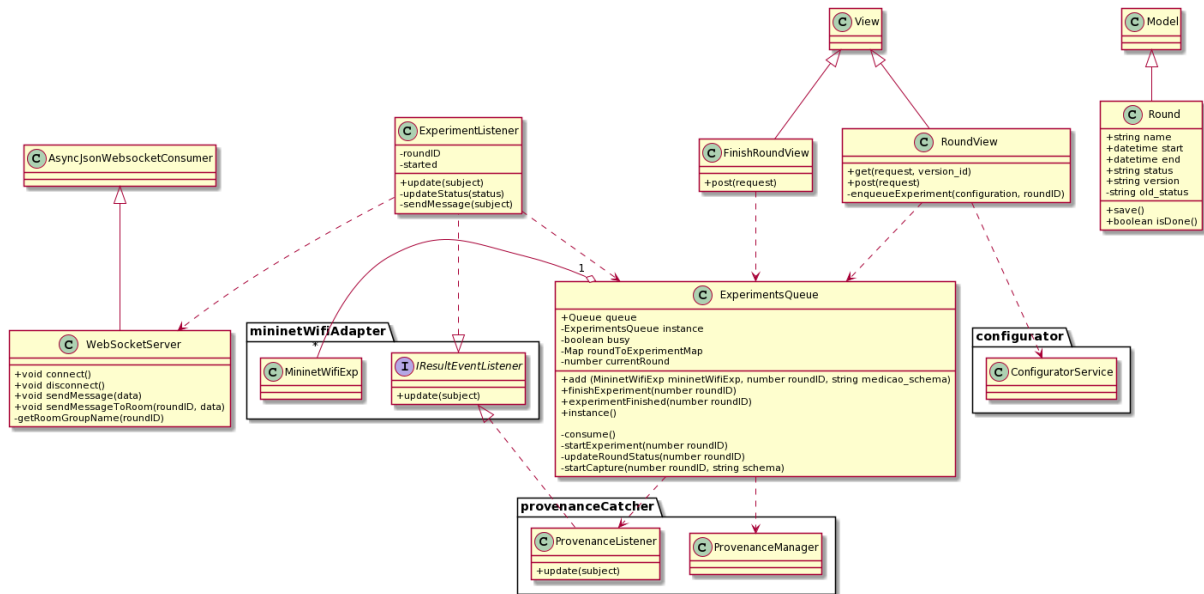 C View
C Model
C ExperimentListener
-roundID
-started
+update(subject)
-updateStatus(status)
-sendMessage(subject)
C Round
+string name
+datetime start
+datetime end
+string status
+string version
-string old_status
+save()
+boolean isDone()
C AsyncJsonWebsocketConsumer
C FinishRoundView
+post(request)
C RoundView
+get(request, version_id)
+post(request)
-enqueueExperiment(configuration, roundID)
1
C WebSocketServer
+void connect()
+void disconnect()
+void sendMessage(data)
+void sendMessageToRoom(roundID, data)
-getRoomGroupName(roundID)
mininetWifiAdapter
*
C MininetWifiExp
I IResultEventListener
+update(subject)
C ExperimentsQueue
+Queue queue
-ExperimentsQueue instance
-boolean busy
-Map roundToExperimentMap
-number currentRound
+add (MininetWifiExp mininetWifiExp, number roundID, string medicao_schema)
+finishExperiment(number roundID)
+experimentFinished(number roundID)
+instance()
-consume()
-startExperiment(number roundID)
-updateRoundStatus(number roundID)
-startCapture(number roundID, string schema)
configurator
C ConfiguratorService
provenanceCatcher
C ProvenanceListener
+update(subject)
C ProvenanceManager